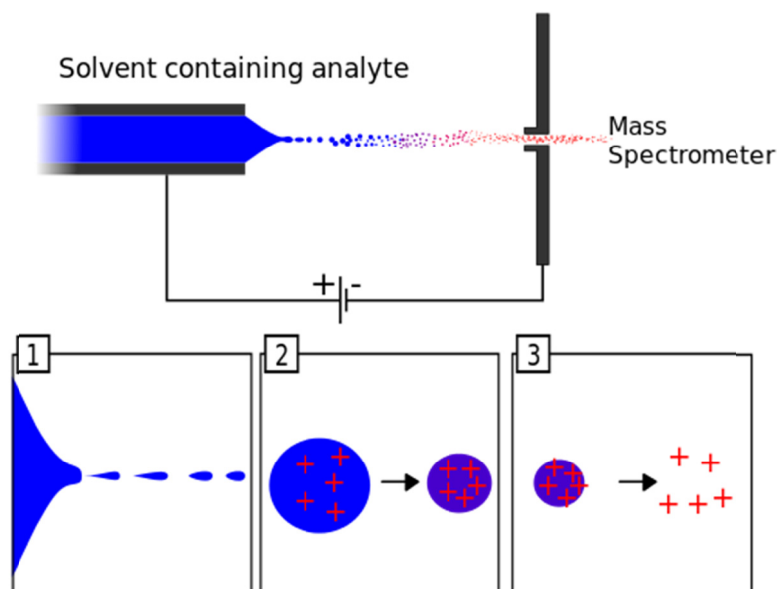 Solvent containing analyte
Mass
Spectrometer
+ -
1
2
3
+ + + + +
+ + + + + +
+ + + + +
+ + + + +